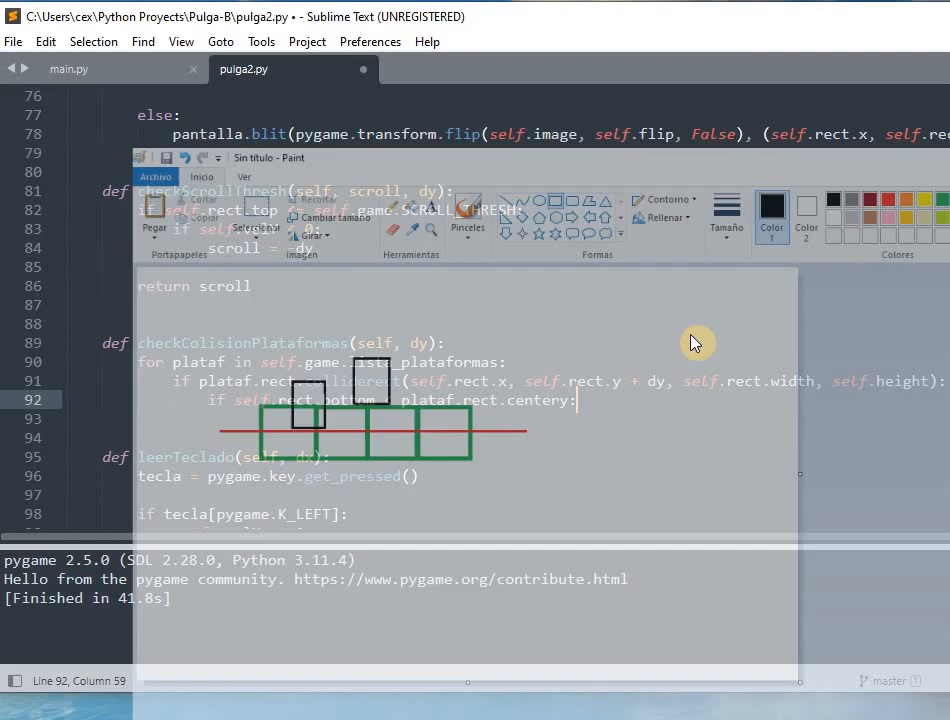 C:\Users\cex\Python Proyects\Pulga-B\pulga2.py • - Sublime Text (UNREGISTERED)
File Edit Selection Find View Goto Tools Project Preferences Help
main.py × pulga2.py
76
77 else:
78 pantalla.blit(pygame.transform.flip(self.image, self.flip, False), (self.rect.x, self.rec
79
Sin título - Paint
80
Archivo Inicio Ver
81 def checkScrollThresh(self, scroll, dy):
Cortar Recortar Contorno
82 if self.rect.top <= self.game.SCROLL_THRESH:
Copiar Cambiar tamaño Rellenar
Pegar Seleccionar Girar Pinceles Tamaño Color 1 Color 2
83 if self.vely < 0:
84 scroll = -dy
Portapapeles Imagen Herramientas Formas Colores
85
86 return scroll
87
88
89 def checkColisionPlataformas(self, dy):
90 for plataf in self.game.lista_plataformas:
91 if plataf.rect.colliderect(self.rect.x, self.rect.y + dy, self.rect.width, self.height):
92 if self.rect.bottom < plataf.rect.centery:
93
94
95 def leerTeclado(self, dx):
96 tecla = pygame.key.get_pressed()
97
98 if tecla[pygame.K_LEFT]:
pygame 2.5.0 (SDL 2.28.0, Python 3.11.4)
Hello from the pygame community. https://www.pygame.org/contribute.html
[Finished in 41.8s]
Line 92, Column 59 master 1